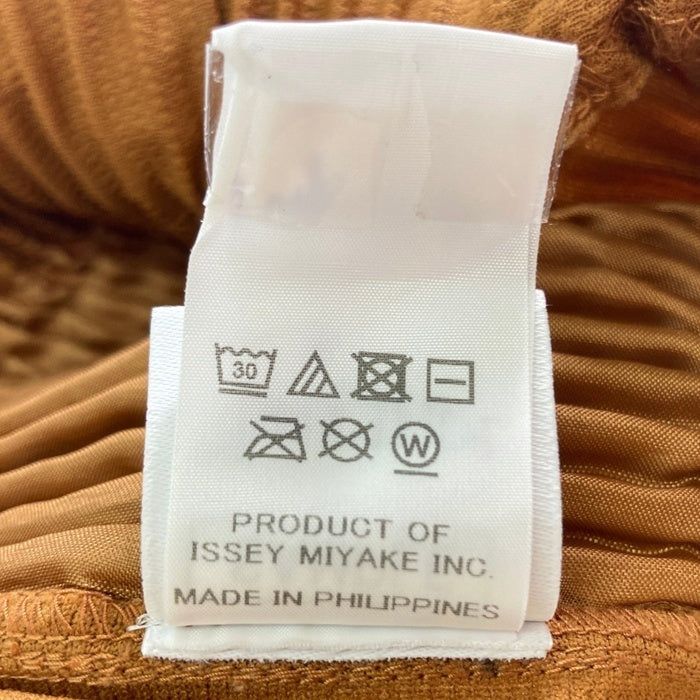 30
W
PRODUCT OF
ISSEY MIYAKE INC.
MADE IN PHILIPPINES